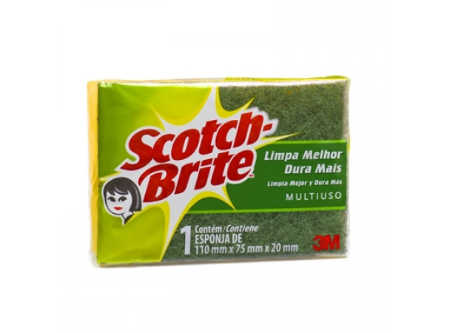 Scotch-
Brite
Limpa Melhor
Dura Mais
Limpia Mejor y Dura Más
MULTIUSO
1 Contém/Contiene
ESPONJA DE
110 mm x 75 mm x 20 mm
3M